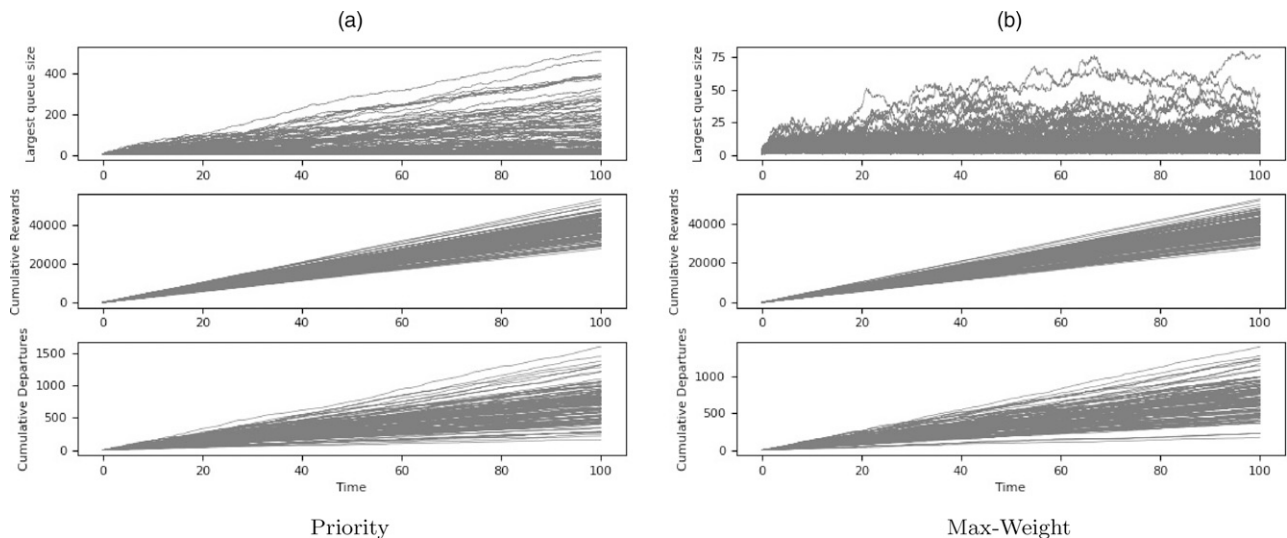 (a)
Largest queue size
400
200
0
0 20 40 60 80 100
Cumulative Rewards
40000
20000
0
0 20 40 60 80 100
Cumulative Departures
1500
1000
500
0
0 20 40 60 80 100
Time
Priority
(b)
Largest queue size
75
50
25
0
0 20 40 60 80 100
Cumulative Rewards
40000
20000
0
0 20 40 60 80 100
Cumulative Departures
1000
500
0
0 20 40 60 80 100
Time
Max-Weight